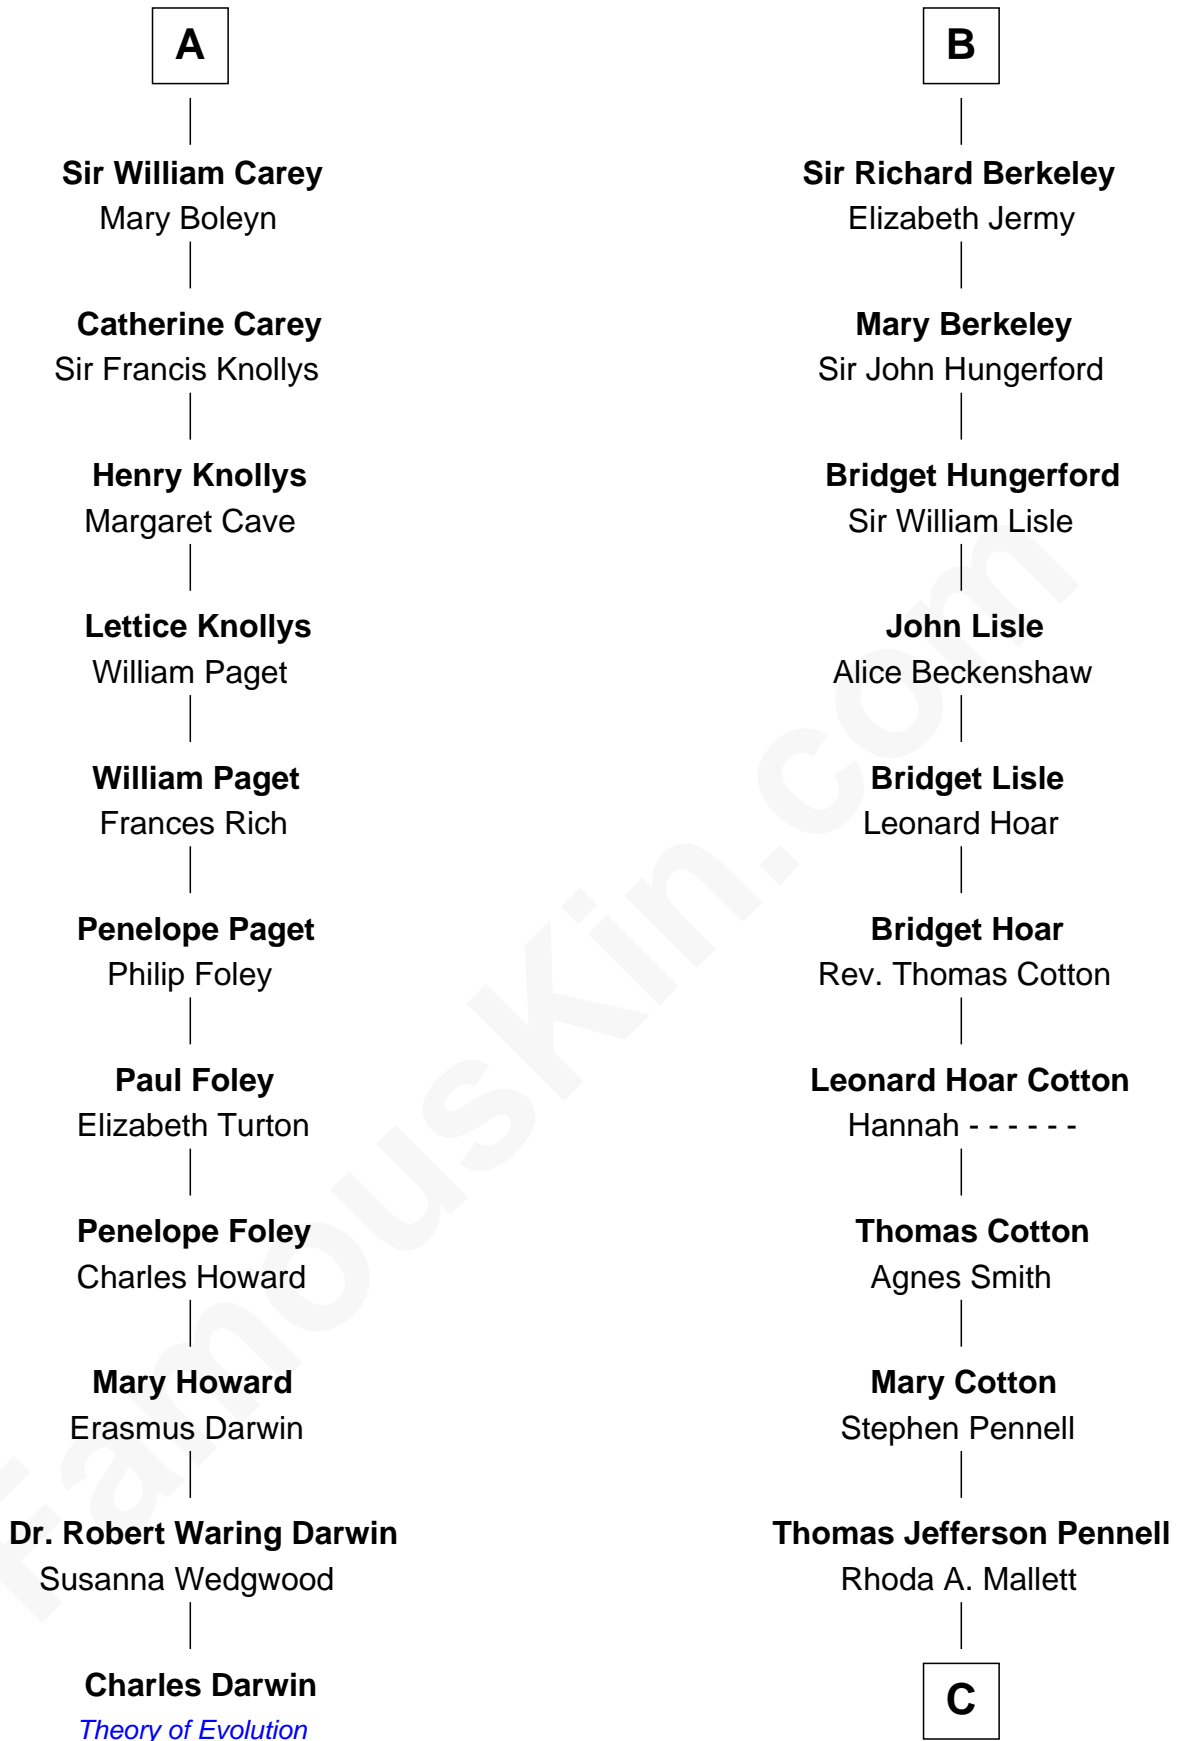 A
Sir William Carey
Mary Boleyn
Catherine Carey
Sir Francis Knollys
Henry Knollys
Margaret Cave
Lettice Knollys
William Paget
William Paget
Frances Rich
Penelope Paget
Philip Foley
Paul Foley
Elizabeth Turton
Penelope Foley
Charles Howard
Mary Howard
Erasmus Darwin
Dr. Robert Waring Darwin
Susanna Wedgwood
Charles Darwin
Theory of Evolution
B
Sir Richard Berkeley
Elizabeth Jermy
Mary Berkeley
Sir John Hungerford
Bridget Hungerford
Sir William Lisle
John Lisle
Alice Beckenshaw
Bridget Lisle
Leonard Hoar
Bridget Hoar
Rev. Thomas Cotton
Leonard Hoar Cotton
Hannah - - - - - -
Thomas Cotton
Agnes Smith
Mary Cotton
Stephen Pennell
Thomas Jefferson Pennell
Rhoda A. Mallett
C
FamousKin.com